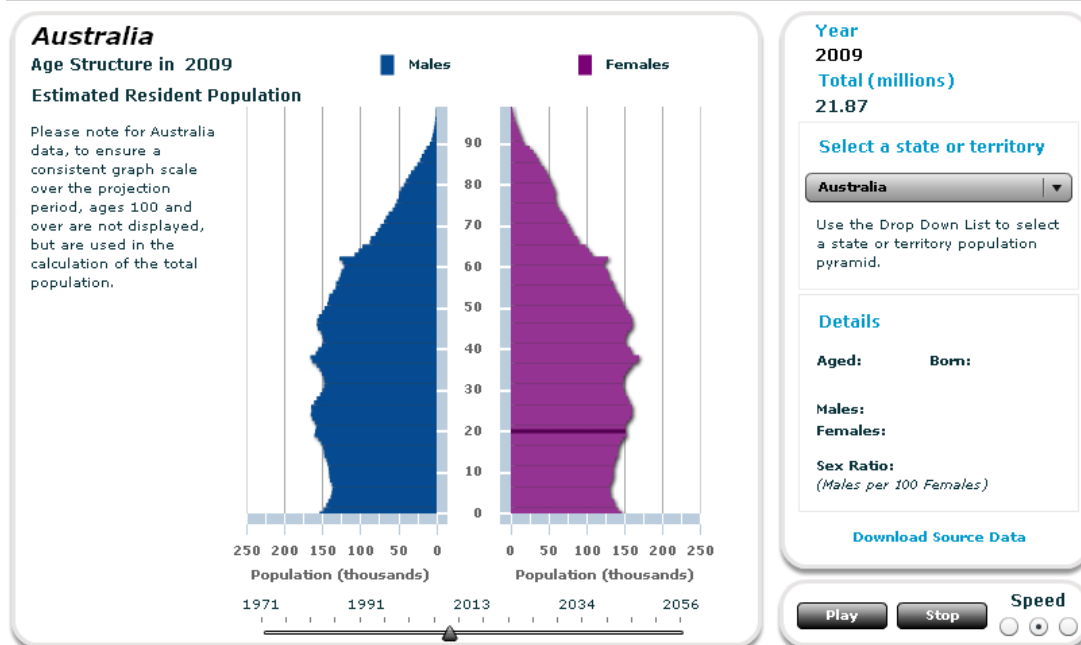 Australia
Age Structure in 2009
Males
Females
Estimated Resident Population
Please note for Australia
data, to ensure a
consistent graph scale
over the projection
period, ages 100 and
over are not displayed,
but are used in the
calculation of the total
population.
90
80
70
60
50
40
30
20
10
0
250 200 150 100 50 0
0 50 100 150 200 250
Population (thousands)
Population (thousands)
1971 1991 2013 2034 2056
Year
2009
Total (millions)
21.87
Select a state or territory
Australia
Use the Drop Down List to select
a state or territory population
pyramid.
Details
Aged: Born:
Males:
Females:
Sex Ratio:
(Males per 100 Females)
Download Source Data
Play
Stop
Speed